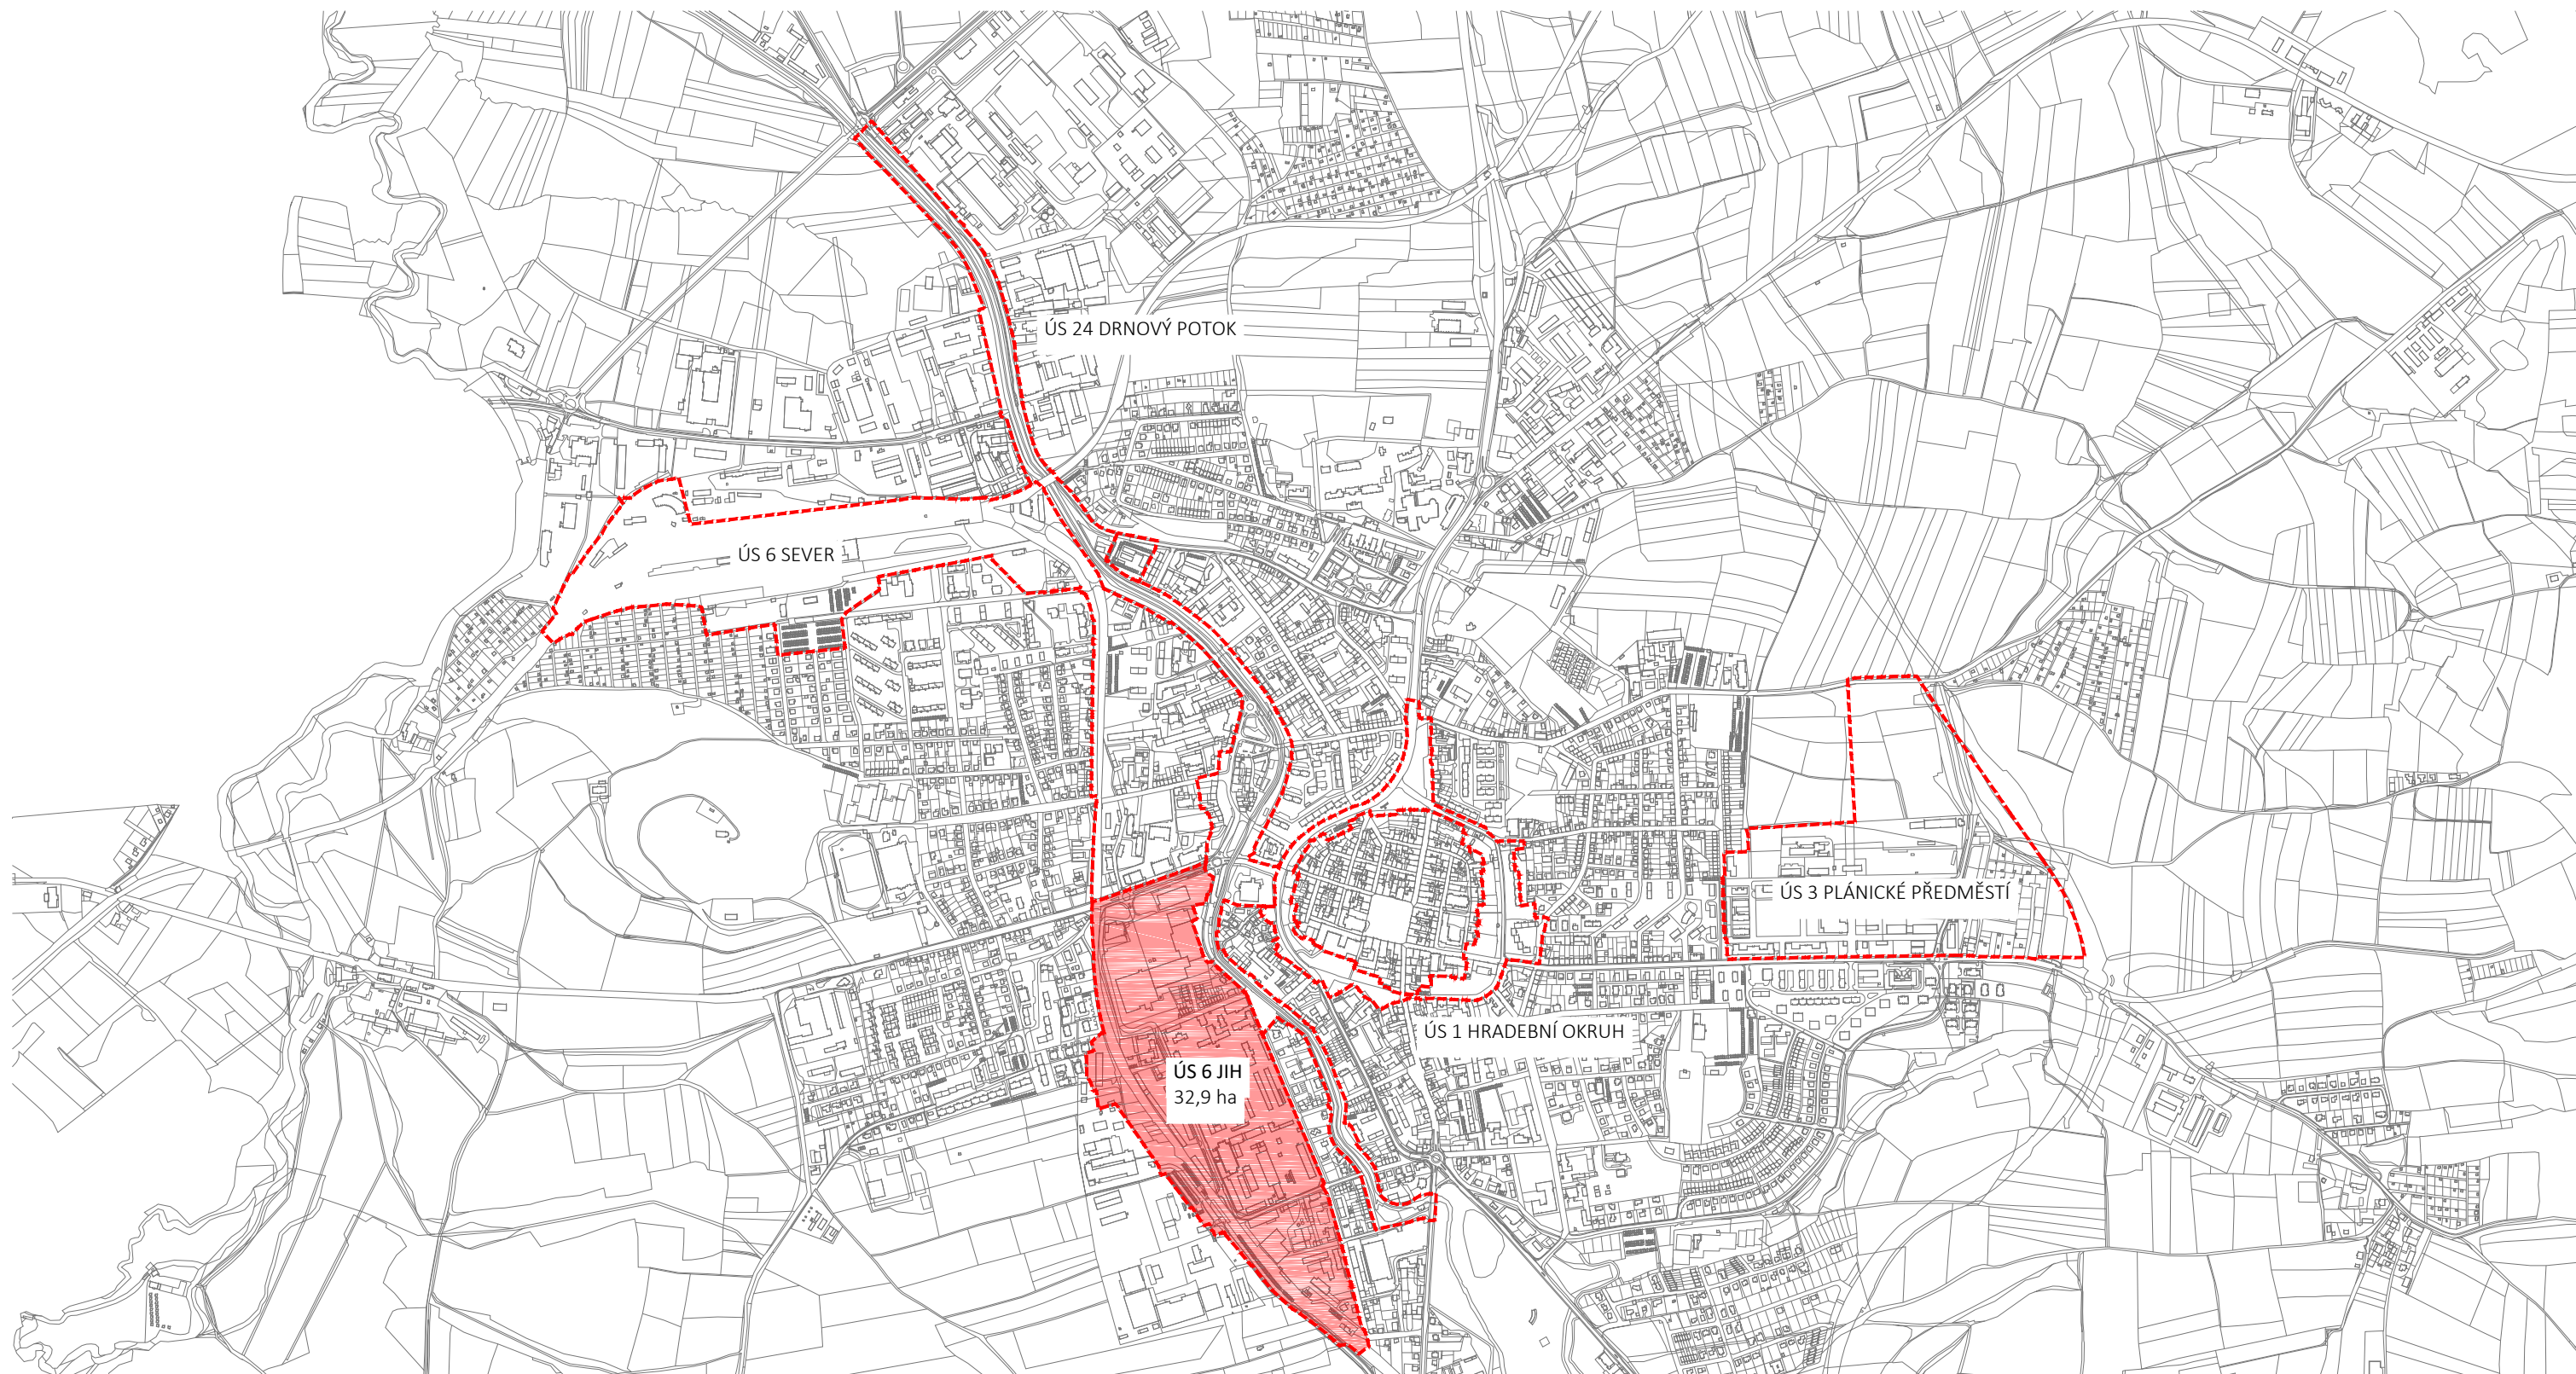 ÚS 24 DRNOVÝ POTOK
ÚS 6 SEVER
ÚS 3 PLÁNICKÉ PŘEDMĚSTÍ
ÚS 1 HRADEBNÍ OKRUH
ÚS 6 JIH
32,9 ha